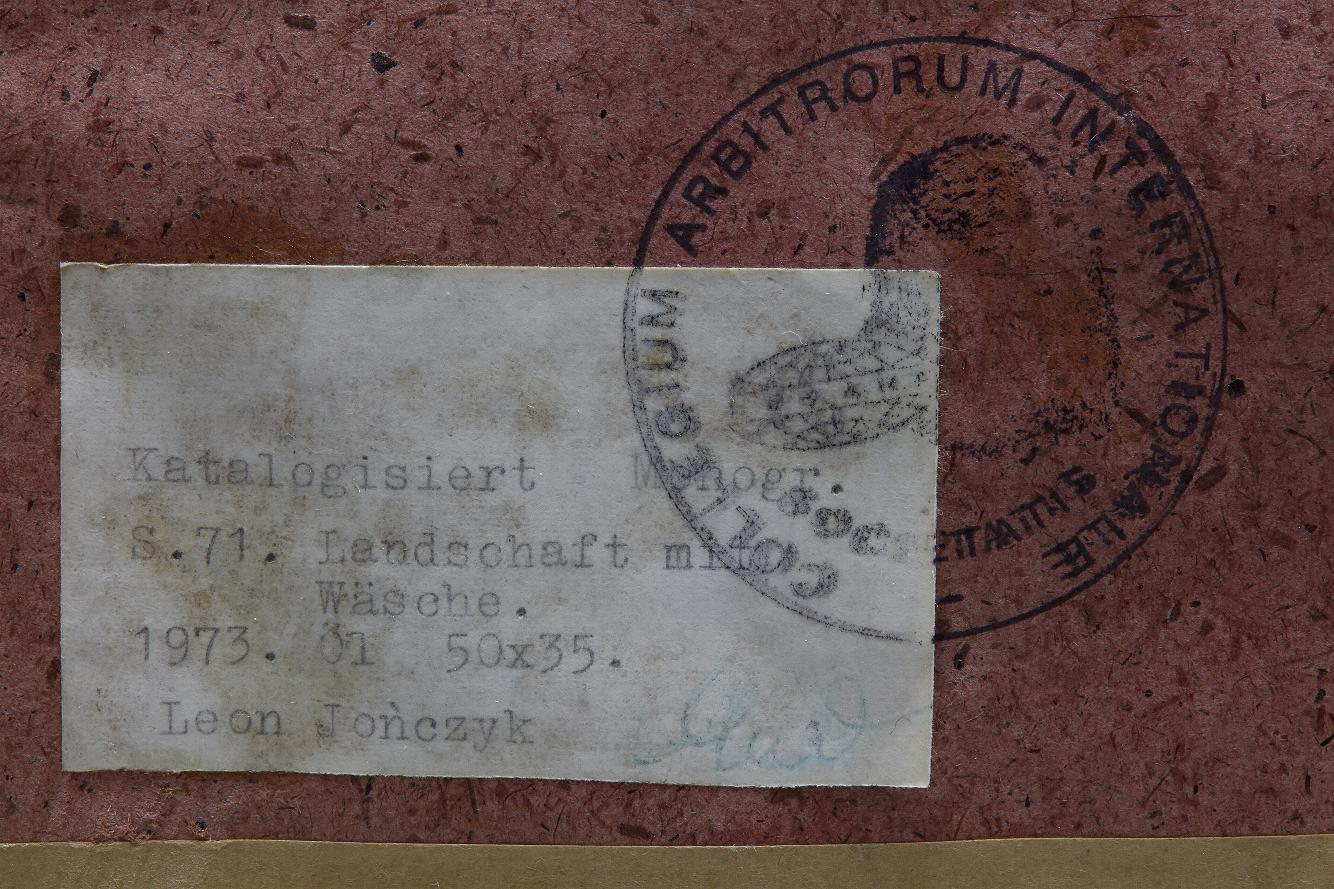 COLLEGIUM ARBITRORUM INTERNATIONALE
Katalogisiert Monogr.
S.71. Landschaft mit
Wäsche.
1973. Öl 50x35.
Leon Jończyk